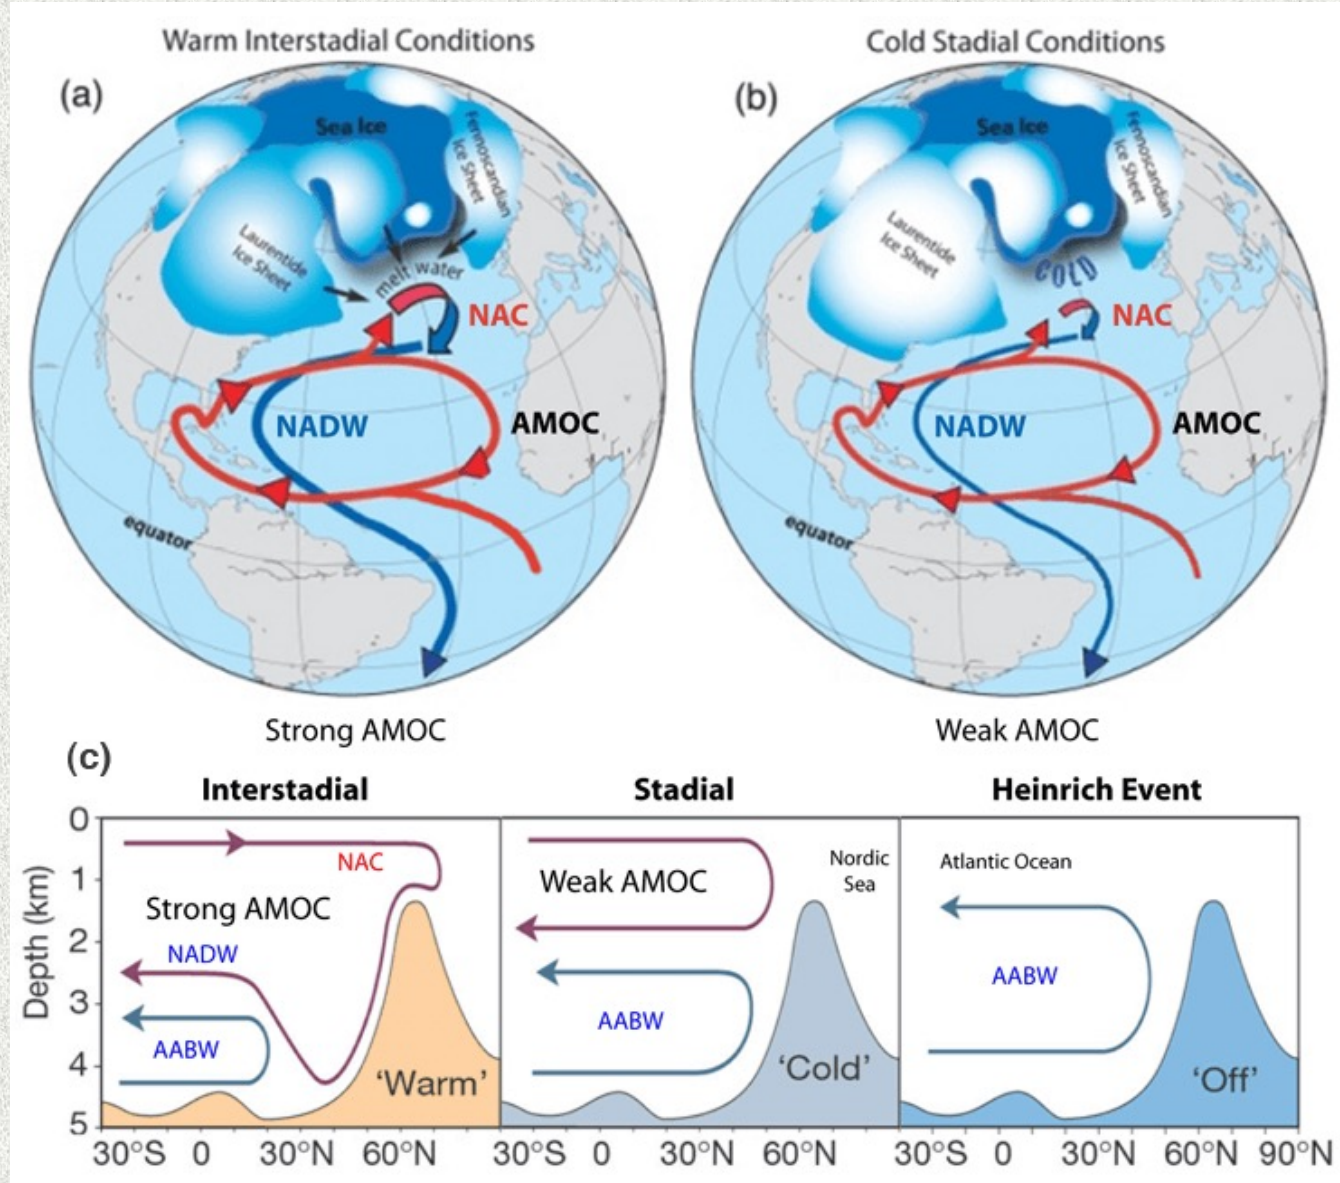 Warm Interstadial Conditions
(a)
Sea Ice
Fennoscandian
Ice Sheet
Laurentide
Ice Sheet
melt water
NAC
NADW
AMOC
equator
Strong AMOC
Cold Stadial Conditions
(b)
Sea Ice
Fennoscandian
Ice Sheet
Laurentide
Ice Sheet
COLD
NAC
NADW
AMOC
equator
Weak AMOC
(c)
Interstadial
Stadial
Heinrich Event
Depth (km)
0
1
2
3
4
5
NAC
Strong AMOC
NADW
AABW
'Warm'
30°S 0 30°N 60°N
Weak AMOC
Nordic
Sea
AABW
'Cold'
30°S 0 30°N 60°N
Atlantic Ocean
AABW
'Off'
30°S 0 30°N 60°N 90°N